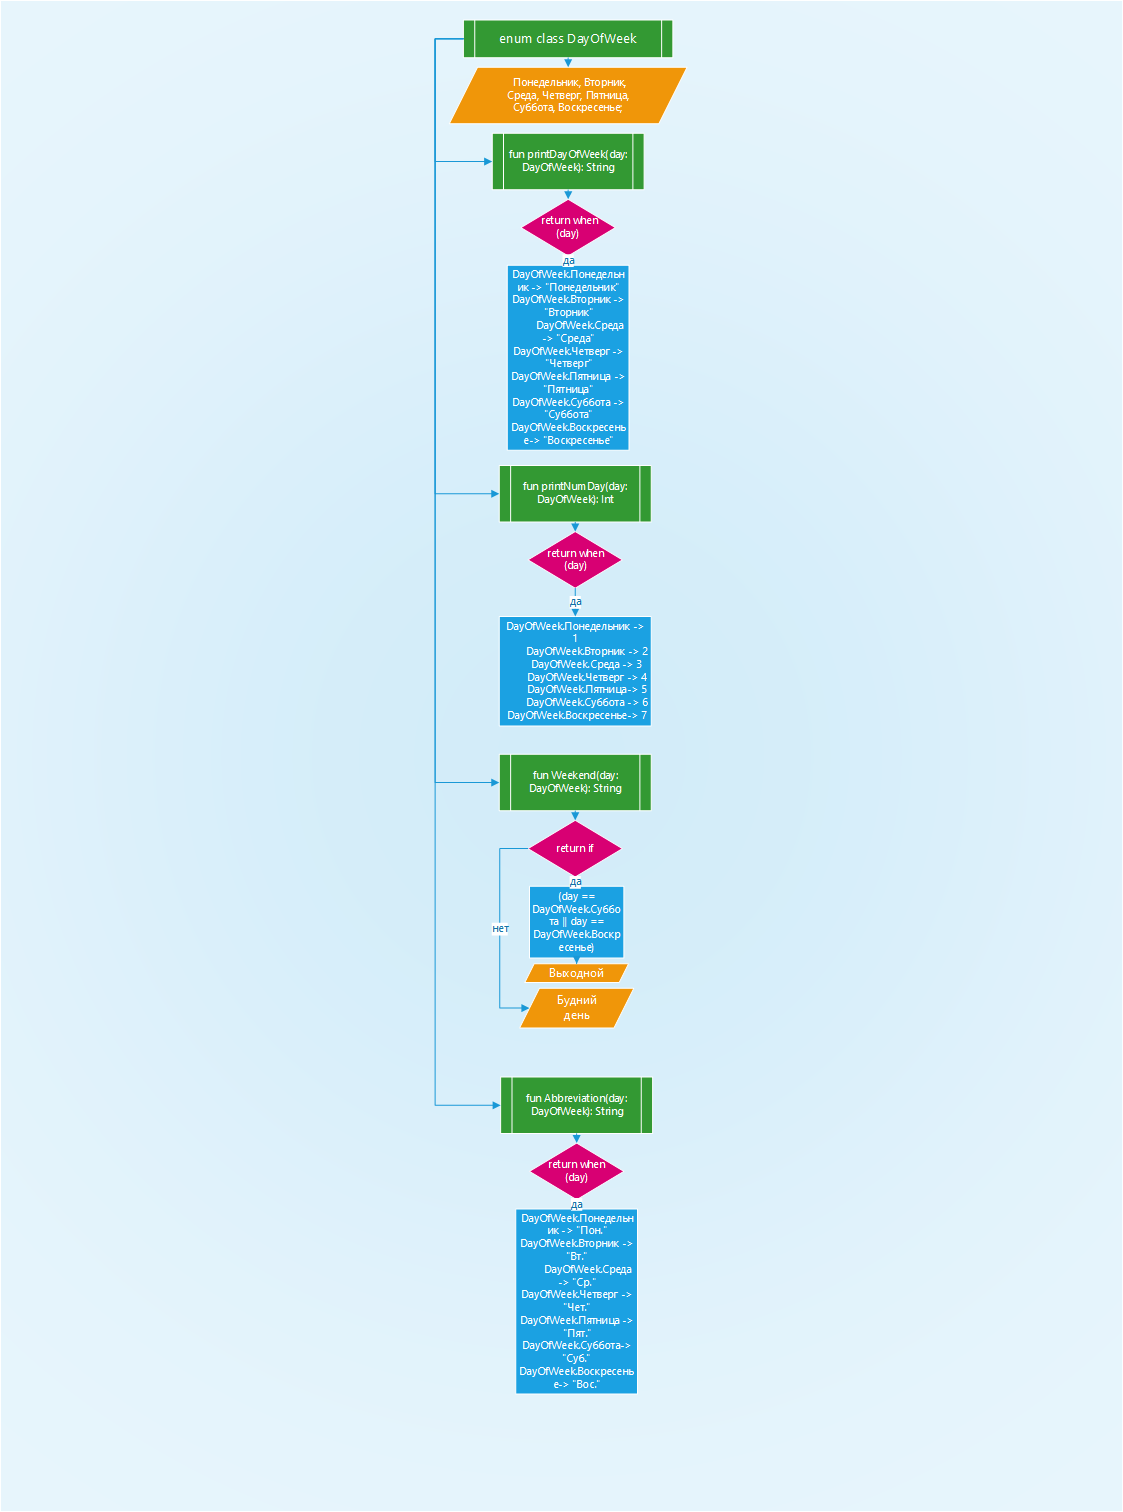 enum class DayOfWeek
Понедельник, Вторник,
Среда, Четверг, Пятница,
Суббота, Воскресенье;
fun printDayOfWeek(day:
DayOfWeek): String
return when
(day)
да
DayOfWeek.Понедельн
ик -> "Понедельник"
DayOfWeek.Вторник ->
"Вторник"
DayOfWeek.Среда
-> "Среда"
DayOfWeek.Четверг ->
"Четверг"
DayOfWeek.Пятница ->
"Пятница"
DayOfWeek.Суббота ->
"Суббота"
DayOfWeek.Воскресень
е-> "Воскресенье"
fun printNumDay(day:
DayOfWeek): Int
return when
(day)
да
DayOfWeek.Понедельник ->
1
DayOfWeek.Вторник -> 2
DayOfWeek.Среда -> 3
DayOfWeek.Четверг -> 4
DayOfWeek.Пятница-> 5
DayOfWeek.Суббота -> 6
DayOfWeek.Воскресенье-> 7
fun Weekend(day:
DayOfWeek): String
return if
да
(day ==
DayOfWeek.Суббо
та || day ==
DayOfWeek.Воскр
есенье)
нет
Выходной
Будний
день
fun Abbreviation(day:
DayOfWeek): String
return when
(day)
да
DayOfWeek.Понедельн
ик -> "Пон."
DayOfWeek.Вторник ->
"Вт."
DayOfWeek.Среда
-> "Ср."
DayOfWeek.Четверг ->
"Чет."
DayOfWeek.Пятница ->
"Пят."
DayOfWeek.Суббота->
"Суб."
DayOfWeek.Воскресень
е-> "Вос."